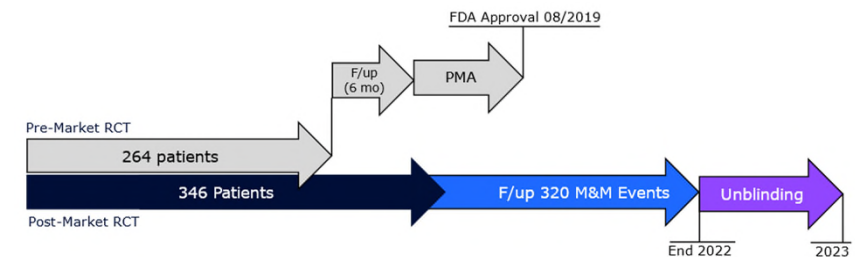 FDA Approval 08/2019
F/up
(6 mo)
PMA
Pre-Market RCT
264 patients
346 Patients
F/up 320 M&M Events
Unblinding
Post-Market RCT
End 2022
2023